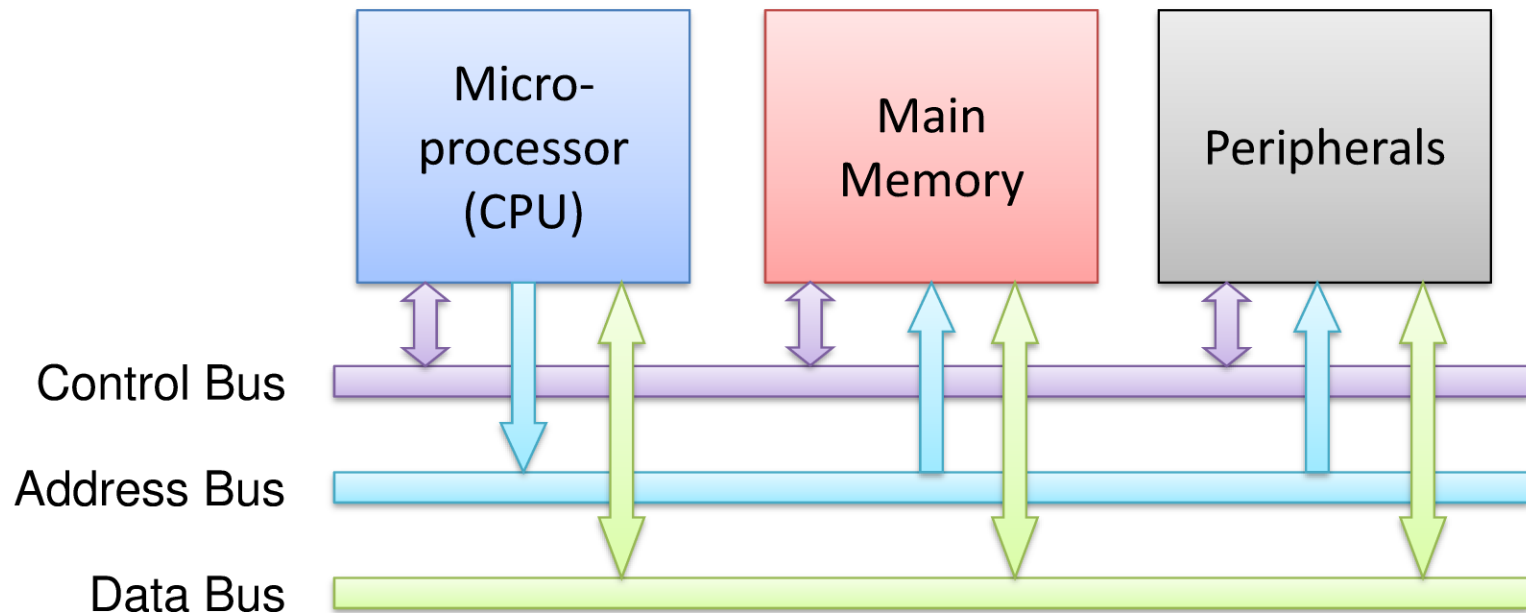 Micro-
processor
(CPU)
Main
Memory
Peripherals
Control Bus
Address Bus
Data Bus